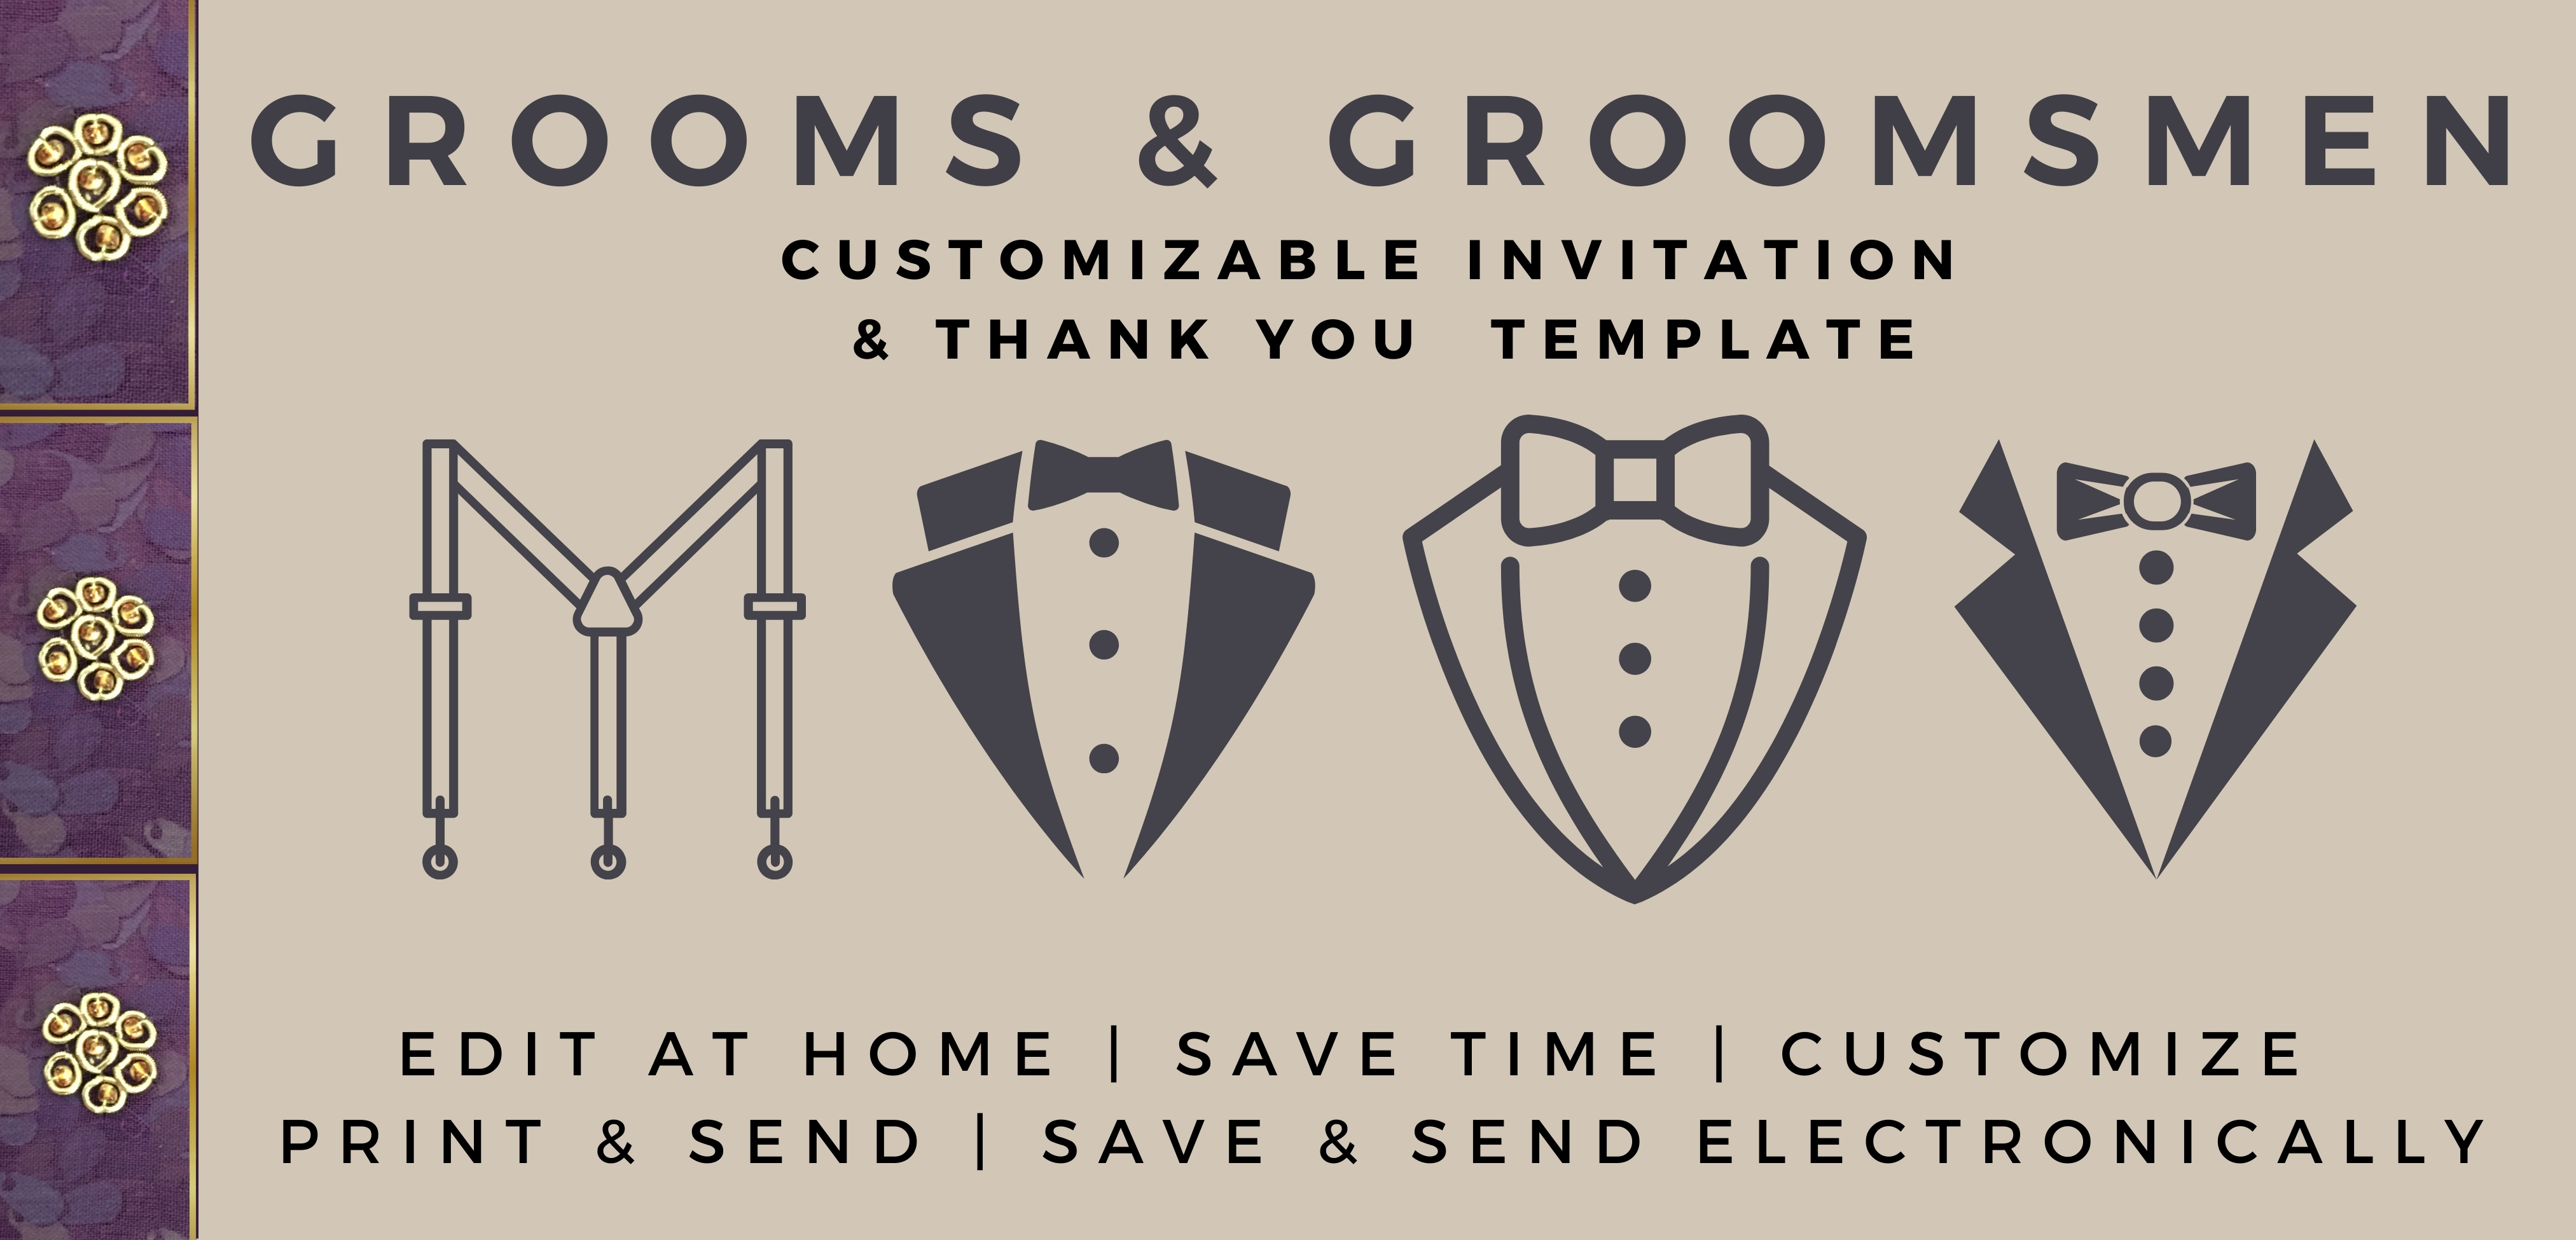 GROOMS & GROOMSMEN
CUSTOMIZABLE INVITATION
& THANK YOU TEMPLATE
EDIT AT HOME | SAVE TIME | CUSTOMIZE
PRINT & SEND | SAVE & SEND ELECTRONICALLY